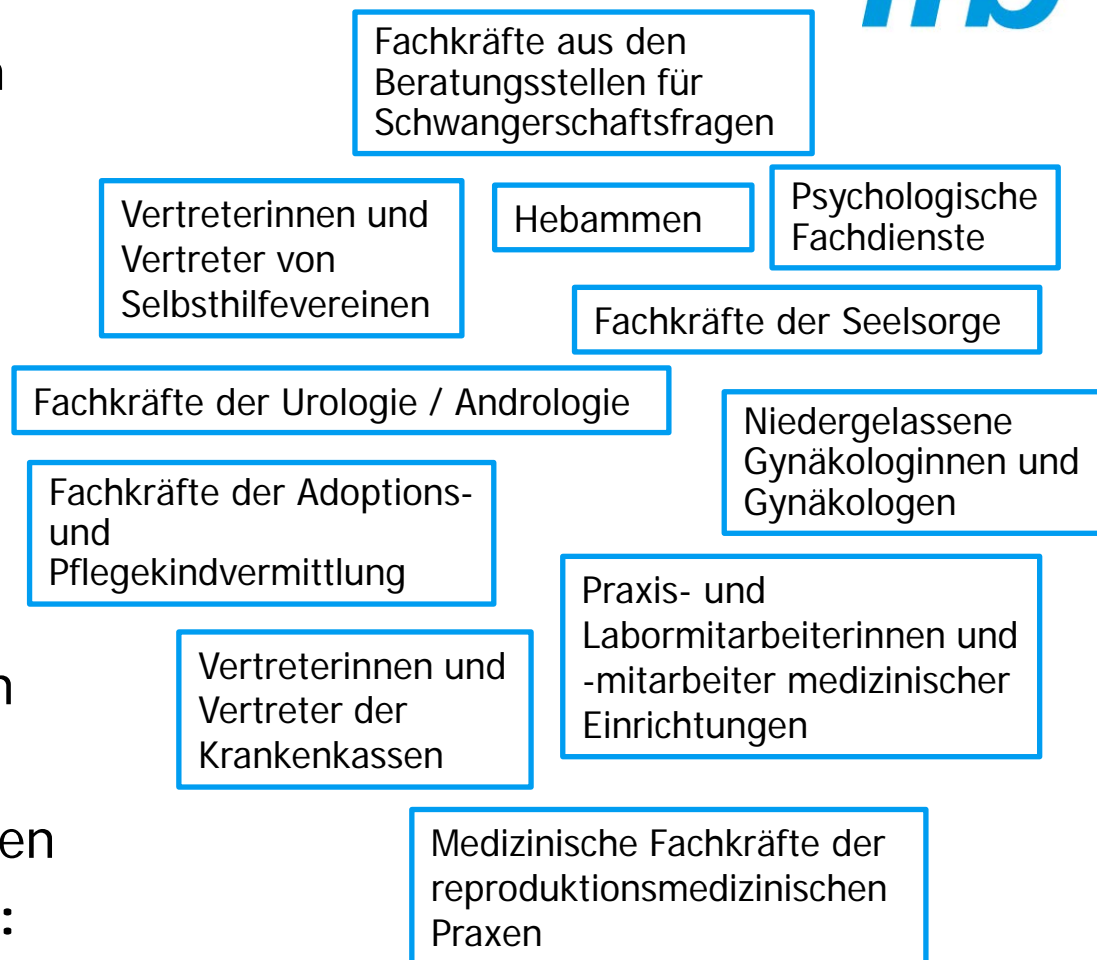 Fachkräfte aus den
Beratungsstellen für
Schwangerschaftsfragen
Vertreterinnen und
Vertreter von
Selbsthilfevereinen
Hebammen
Psychologische
Fachdienste
Fachkräfte der Seelsorge
Fachkräfte der Urologie / Andrologie
Niedergelassene
Gynäkologinnen und
Gynäkologen
Fachkräfte der Adoptions-
und
Pflegekindvermittlung
Praxis- und
Labormitarbeiterinnen und
-mitarbeiter medizinischer
Einrichtungen
Vertreterinnen und
Vertreter der
Krankenkassen
en
:
Medizinische Fachkräfte der
reproduktionsmedizinischen
Praxen